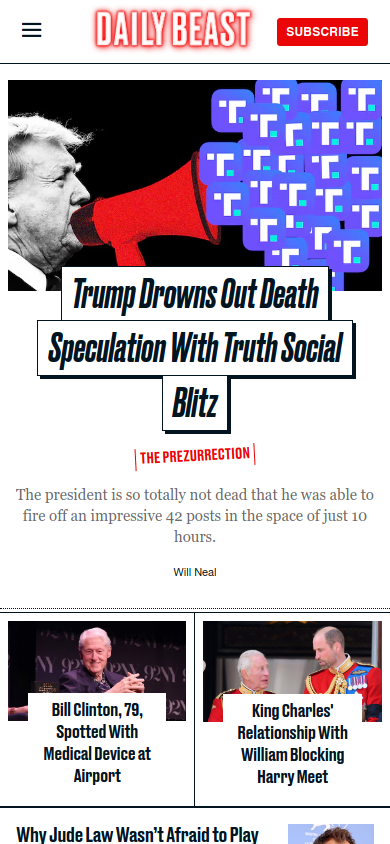 DAILY BEAST
SUBSCRIBE
Trump Drowns Out Death
Speculation With Truth Social
Blitz
THE PREZURRECTION
The president is so totally not dead that he was able to
fire off an impressive 42 posts in the space of just 10
hours.
Will Neal
92NY
92NY
Bill Clinton, 79,
Spotted With
Medical Device at
Airport
King Charles'
Relationship With
William Blocking
Harry Meet
Why Jude Law Wasn't Afraid to Play